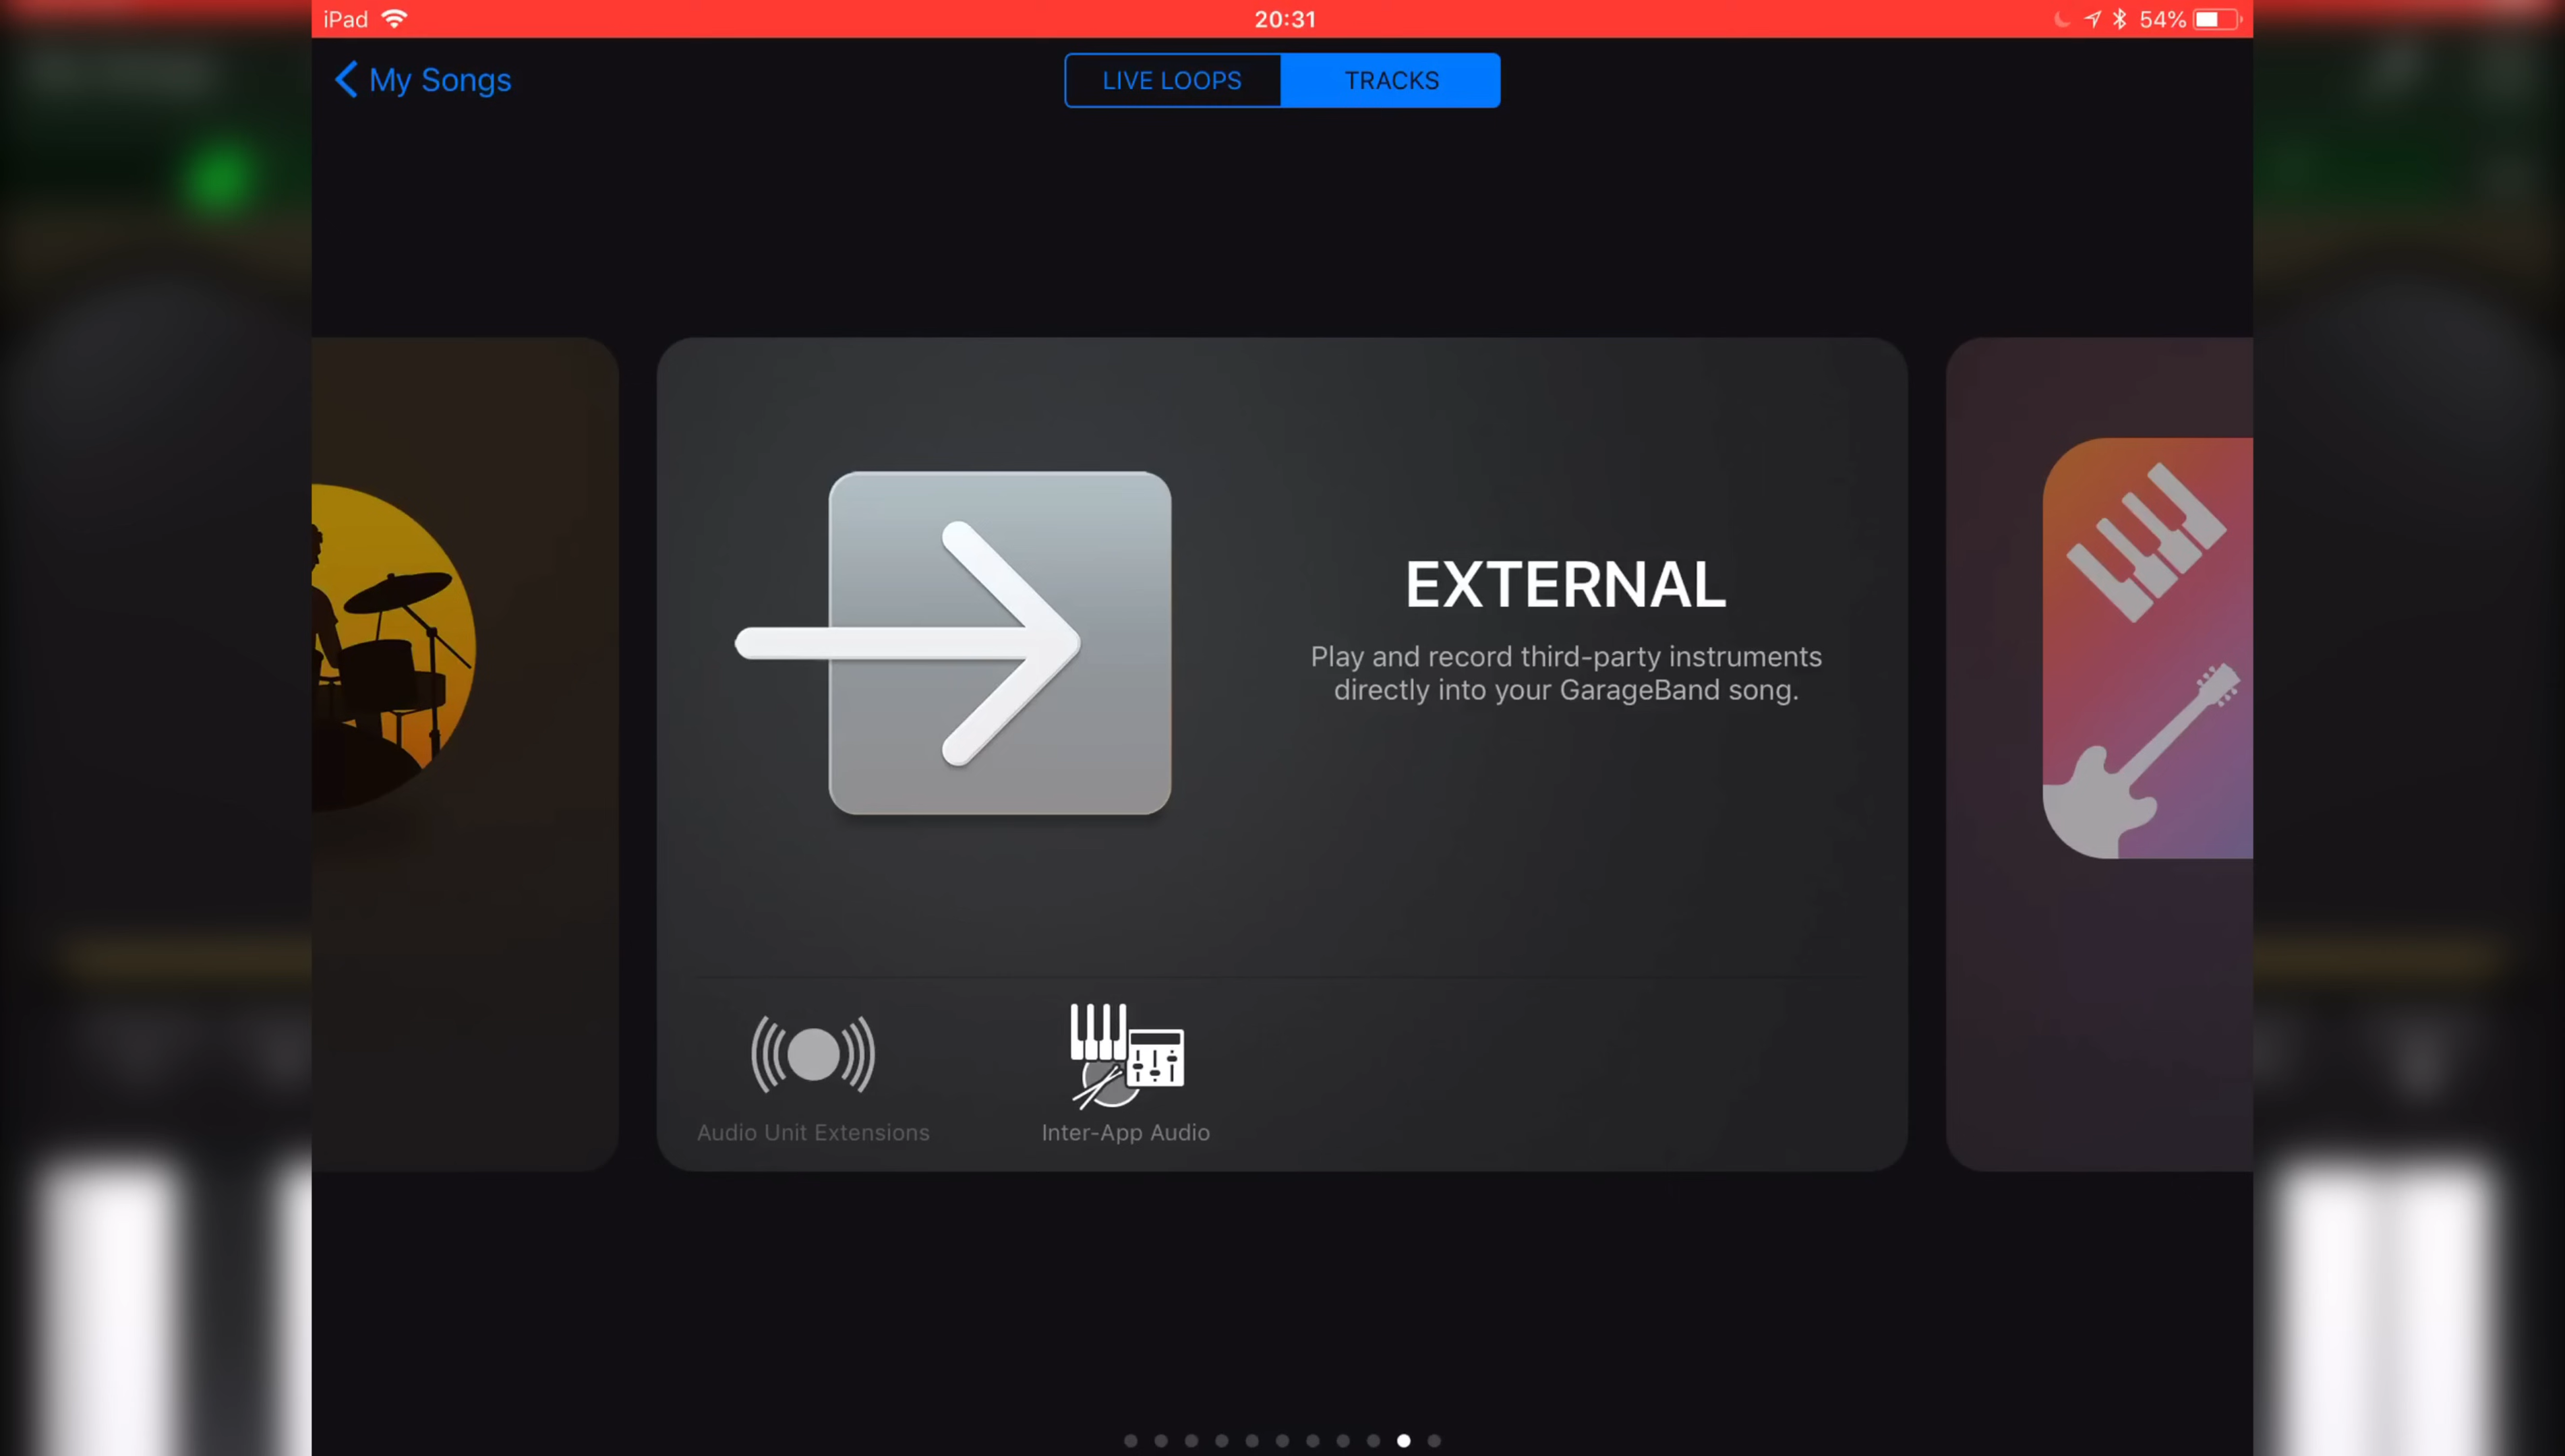 iPad
20:31
54%
My Songs
LIVE LOOPS
TRACKS
EXTERNAL
Play and record third-party instruments
directly into your GarageBand song.
Audio Unit Extensions
Inter-App Audio